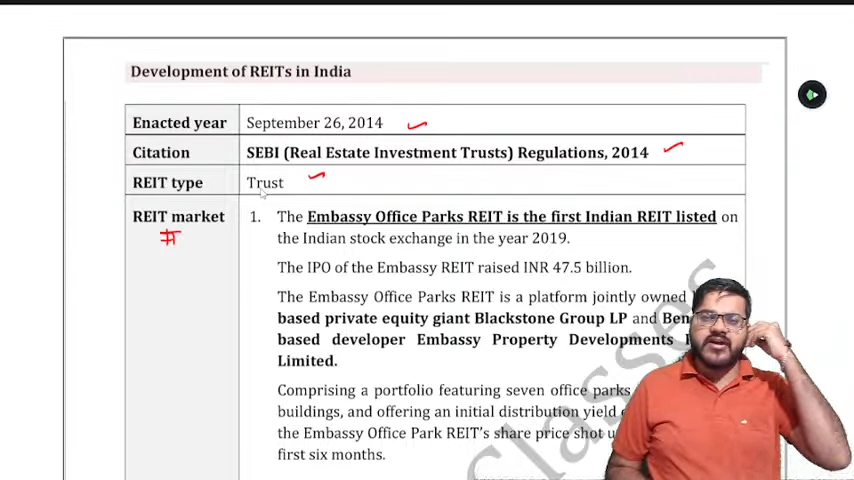 Development of REITs in India
Enacted year September 26, 2014
Citation SEBI (Real Estate Investment Trusts) Regulations, 2014
REIT type Trust
REIT market 1. The Embassy Office Parks REIT is the first Indian REIT listed on
the Indian stock exchange in the year 2019.
The IPO of the Embassy REIT raised INR 47.5 billion.
The Embassy Office Parks REIT is a platform jointly owned
based private equity giant Blackstone Group LP and
based developer Embassy Property Developments
Limited.
Comprising a portfolio featuring seven office parks
buildings, and offering an initial distribution yield
the Embassy Office Park REIT's share price shot
first six months.
Classes